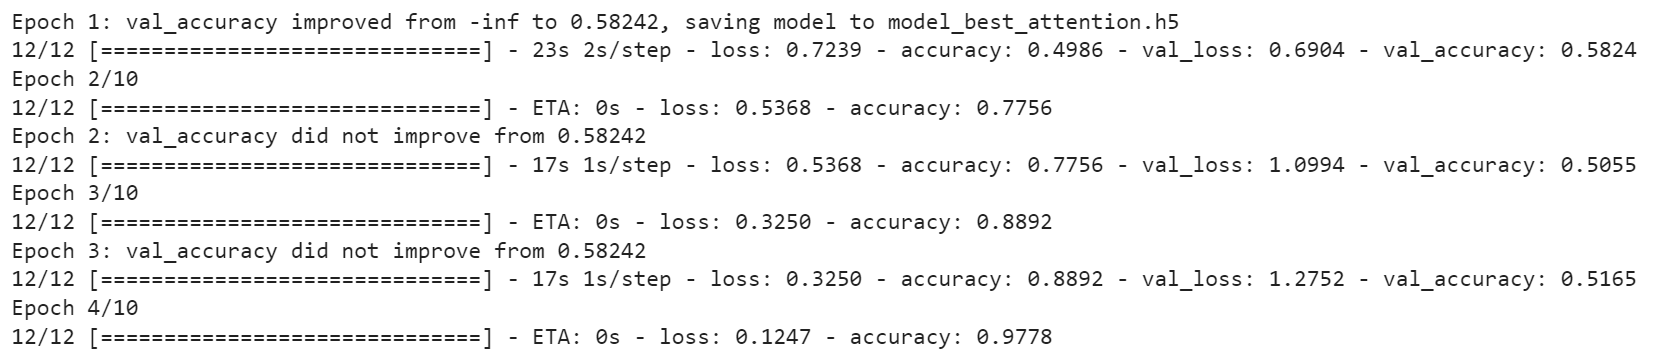 Epoch 1: val_accuracy improved from -inf to 0.58242, saving model to model_best_attention.h5
12/12 [==============================] - 23s 2s/step - loss: 0.7239 - accuracy: 0.4986 - val_loss: 0.6904 - val_accuracy: 0.5824
Epoch 2/10
12/12 [==============================] - ETA: 0s - loss: 0.5368 - accuracy: 0.7756
Epoch 2: val_accuracy did not improve from 0.58242
12/12 [==============================] - 17s 1s/step - loss: 0.5368 - accuracy: 0.7756 - val_loss: 1.0994 - val_accuracy: 0.5055
Epoch 3/10
12/12 [==============================] - ETA: 0s - loss: 0.3250 - accuracy: 0.8892
Epoch 3: val_accuracy did not improve from 0.58242
12/12 [==============================] - 17s 1s/step - loss: 0.3250 - accuracy: 0.8892 - val_loss: 1.2752 - val_accuracy: 0.5165
Epoch 4/10
12/12 [==============================] - ETA: 0s - loss: 0.1247 - accuracy: 0.9778